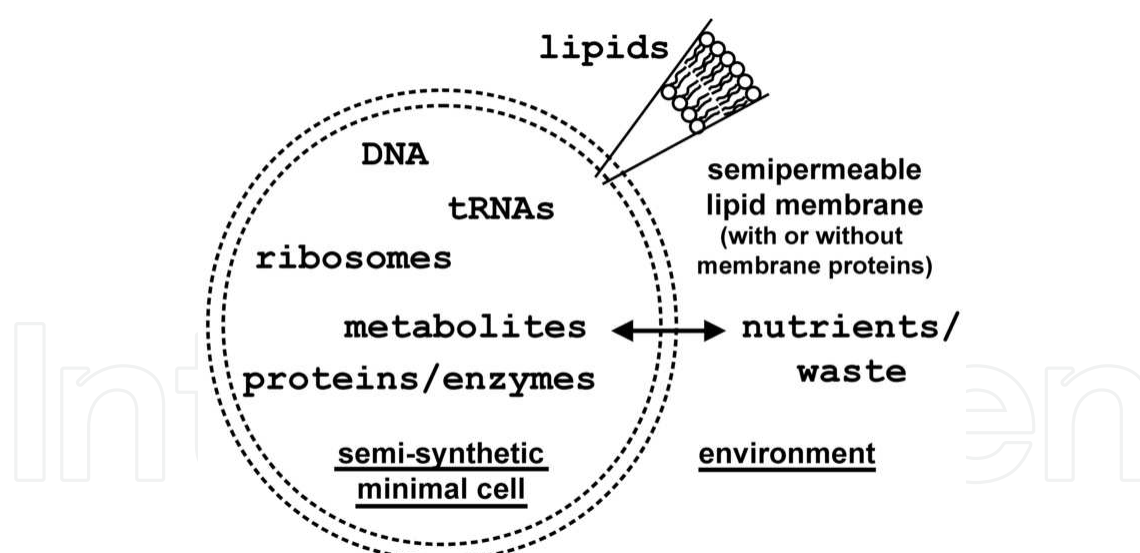 lipids
DNA
tRNAs
ribosomes
metabolites
proteins/enzymes
semi-synthetic
minimal cell
semipermeable
lipid membrane
(with or without
membrane proteins)
nutrients/
waste
environment